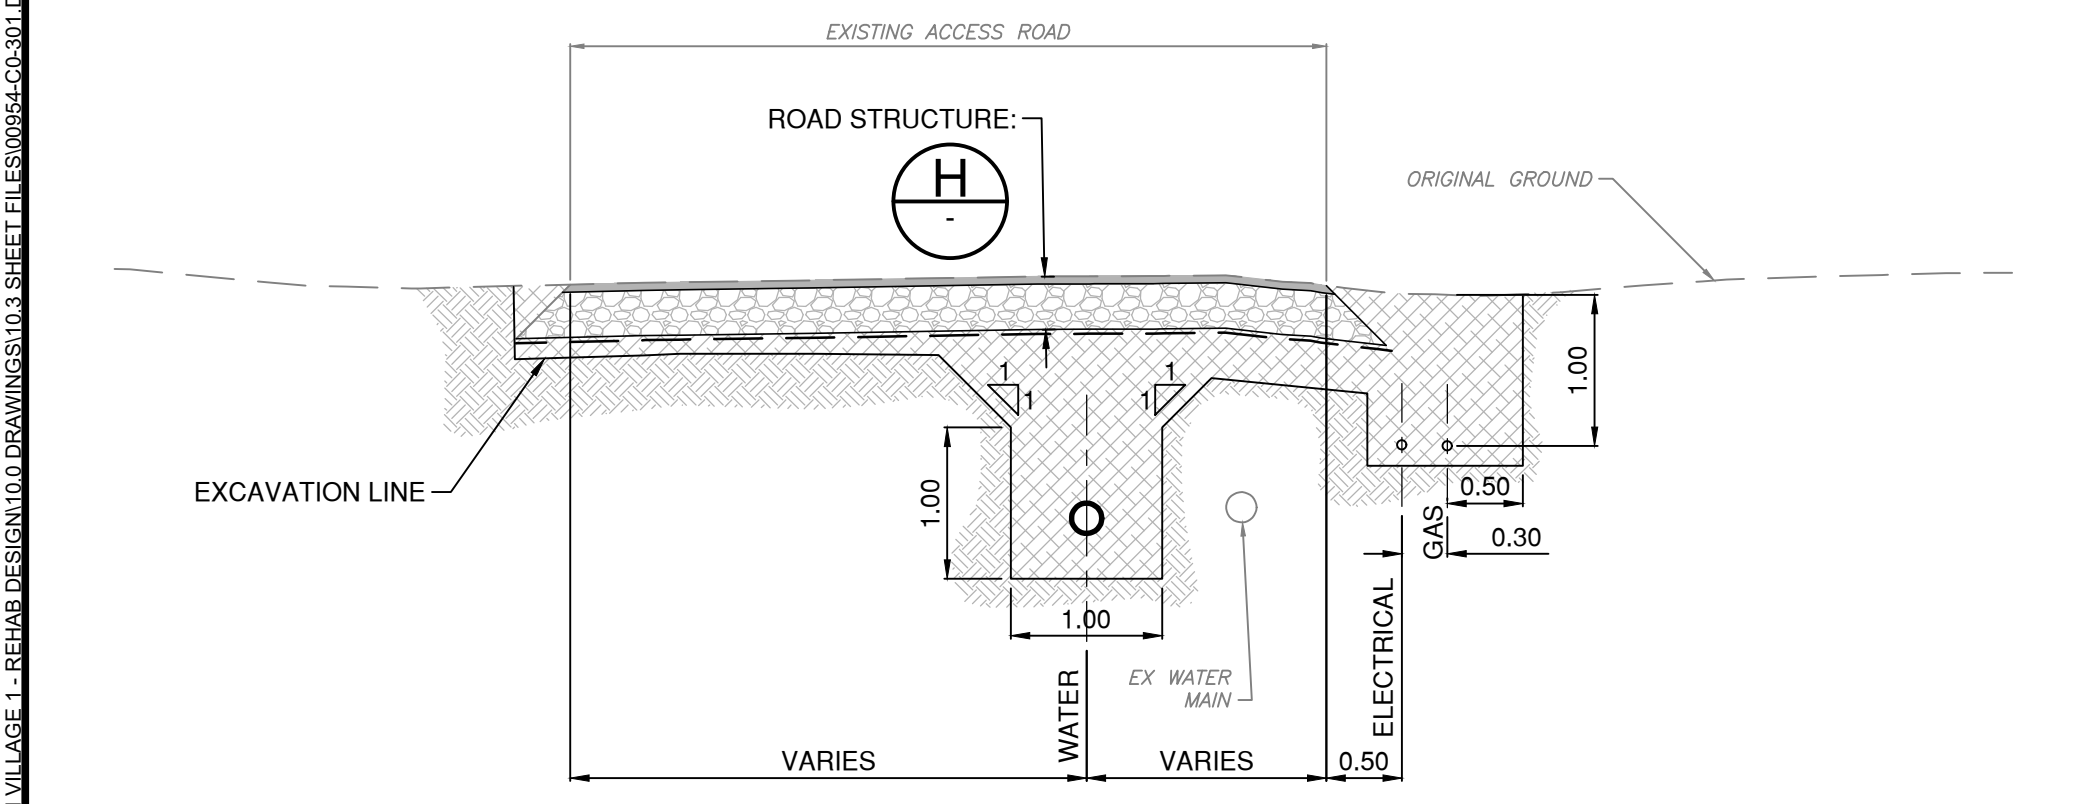 EXISTING ACCESS ROAD
ROAD STRUCTURE:
H
-
ORIGINAL GROUND
1
1
1
1
1.00
EXCAVATION LINE
1.00
0.50
GAS
0.30
1.00
ELECTRICAL
WATER
EX WATER
MAIN
VARIES
VARIES
0.50
VILLAGE 1 - REHAB DESIGN\10.0 DRAWINGS\10.3 SHEET FILES\00954-C0-301.D